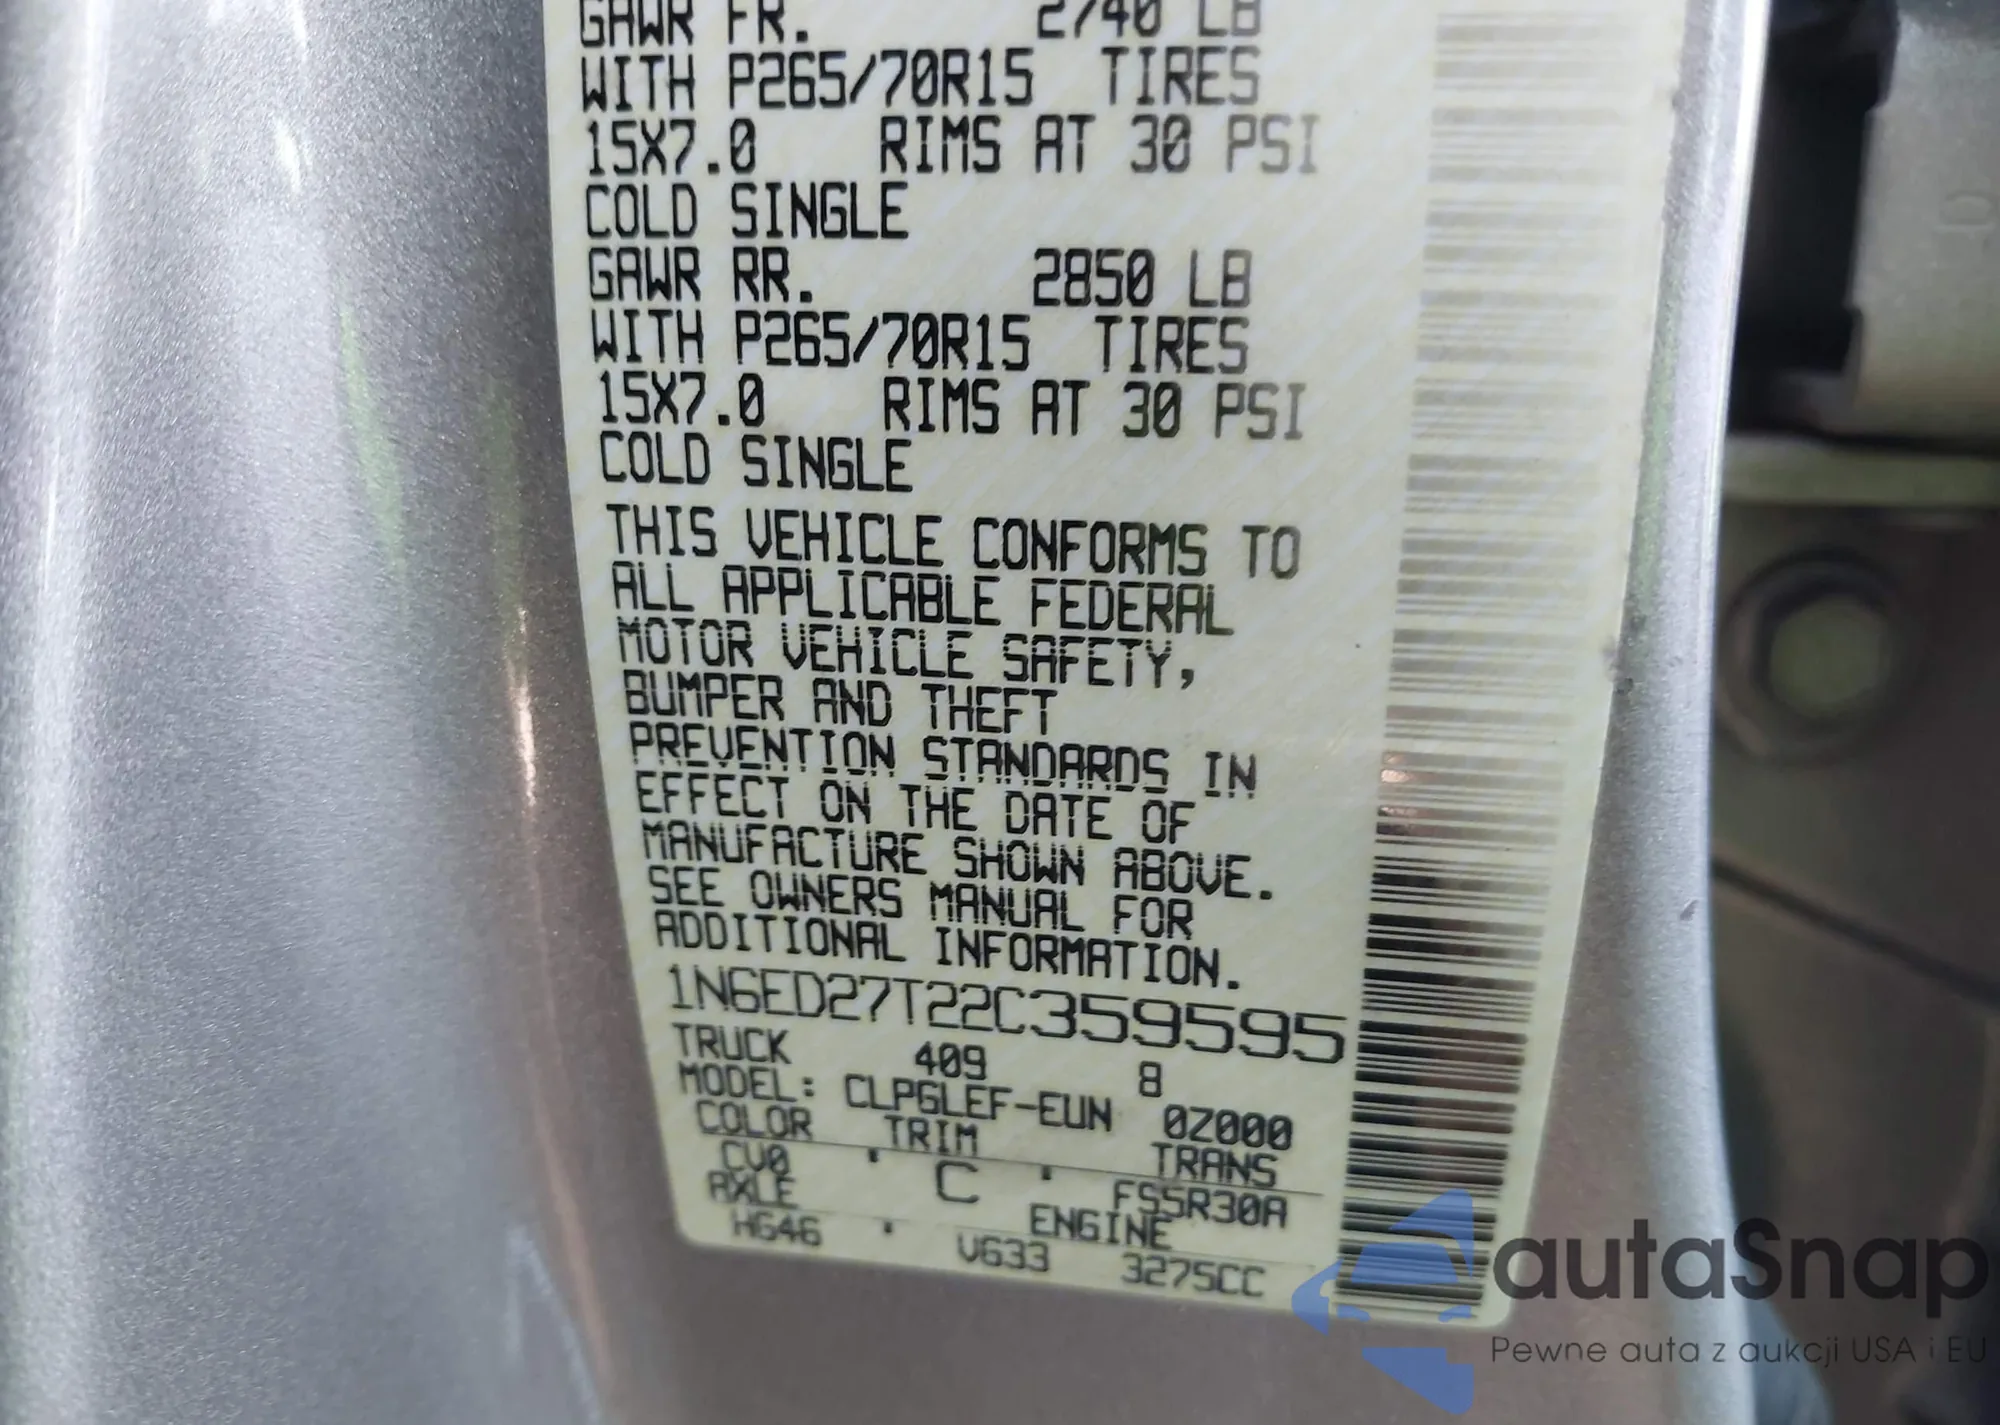 GAWR FR. 2740 LB
WITH P265/70R15 TIRES
15X7.0 RIMS AT 30 PSI
COLD SINGLE
GAWR RR. 2850 LB
WITH P265/70R15 TIRES
15X7.0 RIMS AT 30 PSI
COLD SINGLE
THIS VEHICLE CONFORMS TO
ALL APPLICABLE FEDERAL
MOTOR VEHICLE SAFETY,
BUMPER AND THEFT
PREVENTION STANDARDS IN
EFFECT ON THE DATE OF
MANUFACTURE SHOWN ABOVE.
SEE OWNERS MANUAL FOR
ADDITIONAL INFORMATION.
1N6ED27T22C359595
TRUCK 409 8
MODEL: CLPGLEF-EUN 0Z000
COLOR TRIM TRANS
CV0 C FS5R30A
AXLE ENGINE
HG46 VG33 3275CC
autaSnap
Pewne auta z aukcji USA i EU